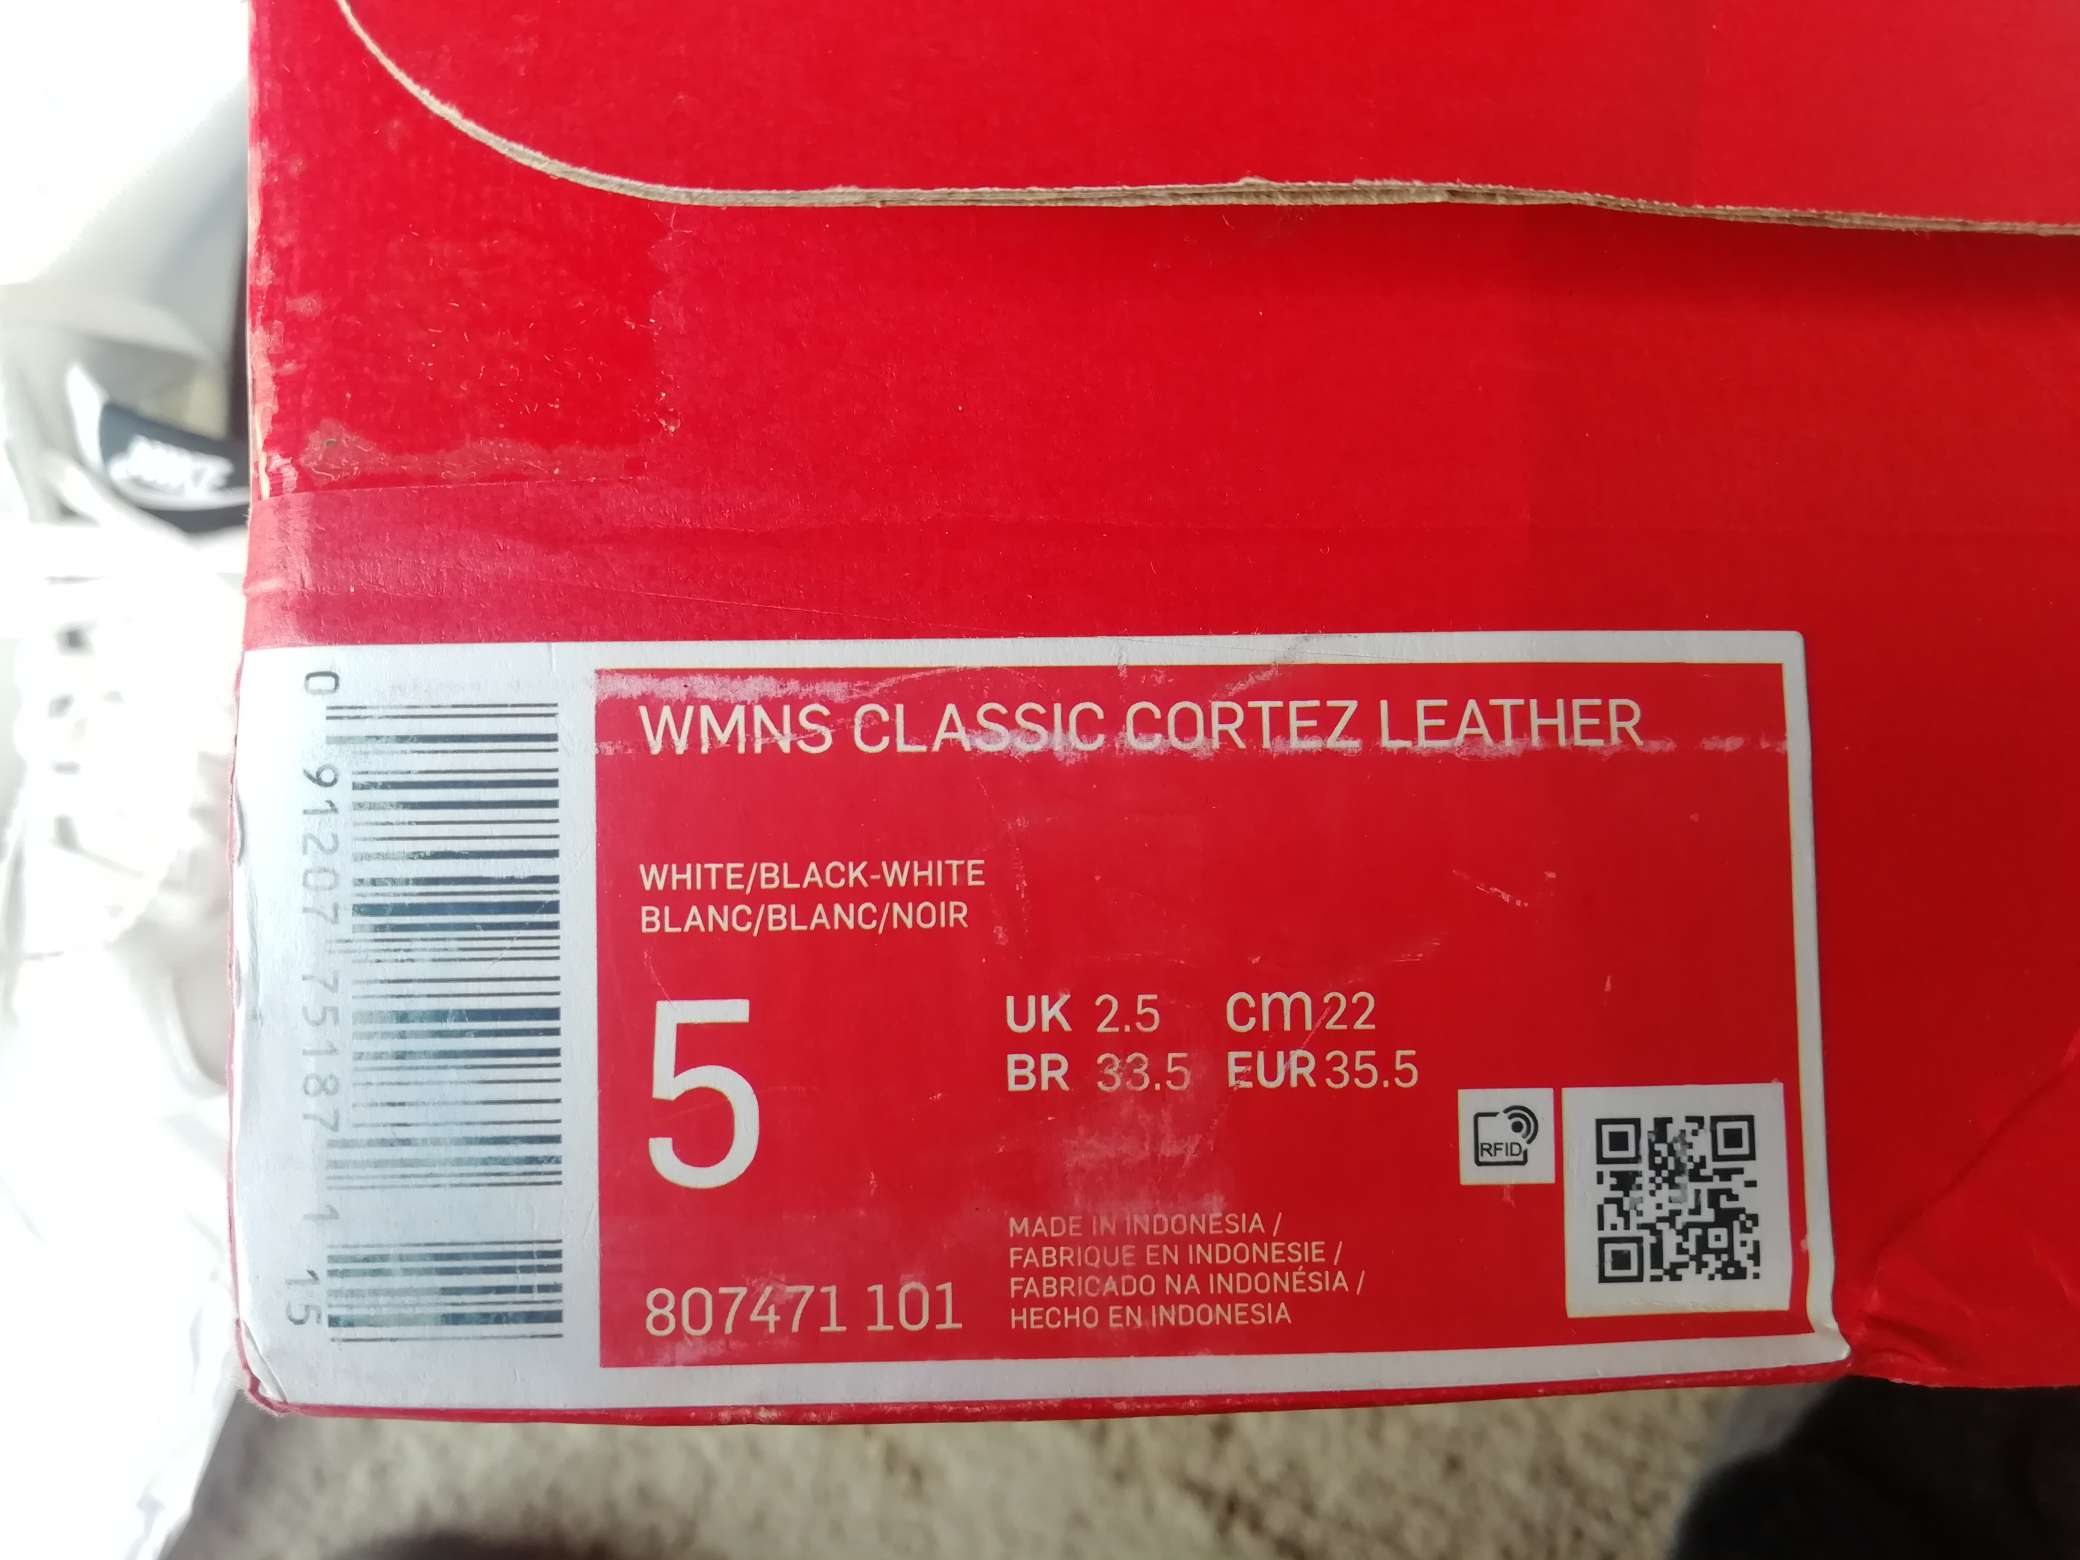 WMNS CLASSIC CORTEZ LEATHER
WHITE/BLACK-WHITE
BLANC/BLANC/NOIR
5
UK 2.5 cm 22
BR 33.5 EUR 35.5
RFID
MADE IN INDONESIA /
FABRIQUE EN INDONESIE /
FABRICADO NA INDONÉSIA /
HECHO EN INDONESIA
807471 101
0 91207 75187 1 15
NIKE